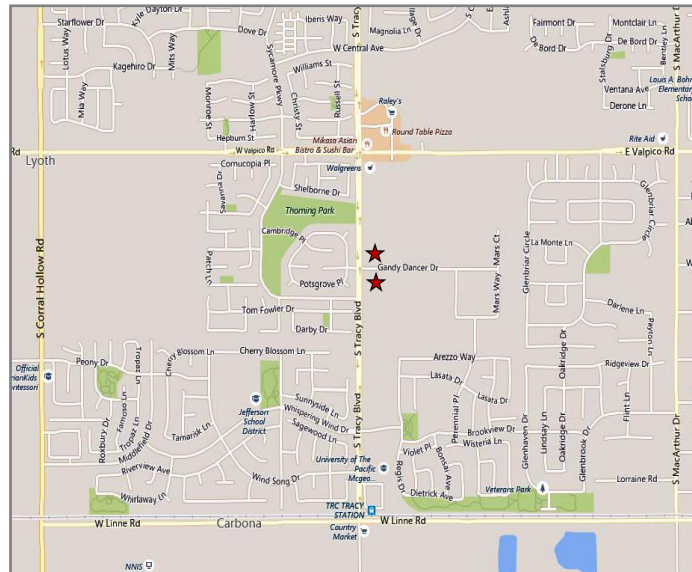 Starflower Dr
Kyle Dayton Dr
Iberis Way
S Tracy
Magnolia Ln
Fairmont Dr
Montclair Ln
De Bord Dr
De Bord Dr
Bentley Ln
S MacArthur D
Lotus Way
Mits Way
Dove Dr
Sycamore Pkwy
W Central Ave
Kagehiro Dr
Williams St
Stalsburg Dr
Ventana Ave
Derone Ln
Louis A. Bohn
Elementary
Mia Way
Monroe St
Harlow St
Christy St
Russell St
Raley's
Round Table Pizza
Hepburn St
Mikasa Asian
Bistro & Sushi Bar
Rite Aid
Rd
Lyoth
W Valpico Rd
E Valpico Rd
Cornucopia Pl
Walgreens
Savanna Dr
Shelborne Dr
Thoming Park
Glenbriar Circle
Glenbriar Circle
S Corral Hollow Rd
Cambridge Pl
La Monte Ln
Mars Ct
Patch Ln
Gandy Dancer Dr
Potsgrove Pl
Mars Way
Tom Fowler Dr
Darby Dr
S Tracy Blvd
Darlene Ln
Payton Ln
Official
Peony Dr
Tropaz Ln
Cherry Blossom Ln
Cherry Blossom Ln
Arezzo Way
Oakridge Dr
Ridgeview Dr
Lasata Dr
Lasata Dr
Jefferson
School
District
Sunnyside Ln
Whispering Wind Dr
Sagewood Ln
S Tracy Blvd
Perennial Pl
Flint Ln
Roxbury Dr
Famoso Ln
Tropaz Ln
Middlefield Dr
Tamarisk Ln
Brookview Dr
Wisteria Ln
Glenhaven Dr
Lindsay Ln
Oakridge Dr
Glenbrook Dr
S MacArthur D
Riverview Ave
Wind Song Dr
University of The
Pacific
Mcgeo...
Violet Pl
Bonsai Ave
Regis Dr
Dietrick Ave
Veterans Park
Lorraine Rd
Whirlaway Ln
TRC TRACY
STATION
W Linne Rd
Carbona
Country
Market
W Linne Rd
NNIS